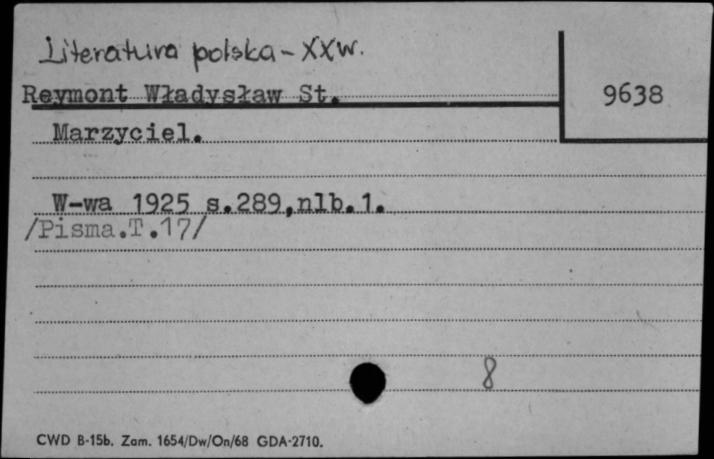 Literatura polska - XXw.
Reymont Władysław St.
9638
Marzyciel.
W-wa 1925 s.289,nlb.1.
/Pisma.T.17/
8
CWD B-15b. Zam. 1654/Dw/On/68 GDA-2710.